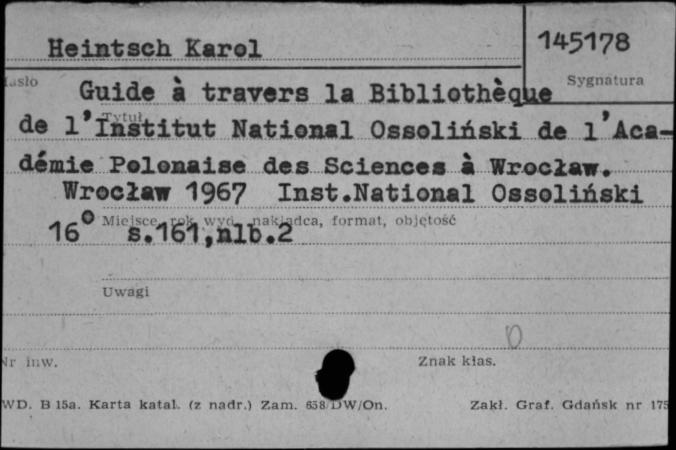 Heintsch Karol
145178
Hasło
Sygnatura
Guide à travers la Bibliothèque
Tytuł
de l'Institut National Ossoliński de l'Aca-
démie Polonaise des Sciences à Wrocław.
Wrocław 1967 Inst.National Ossoliński
Miejsce, rok wyd., nakładca, format, objętość
16° s.161,nlb.2
Uwagi
Nr inw.
Znak klas.
WD. B 15a. Karta katal. (z nadr.) Zam. 658/DW/On.
Zakł. Graf. Gdańsk nr 175